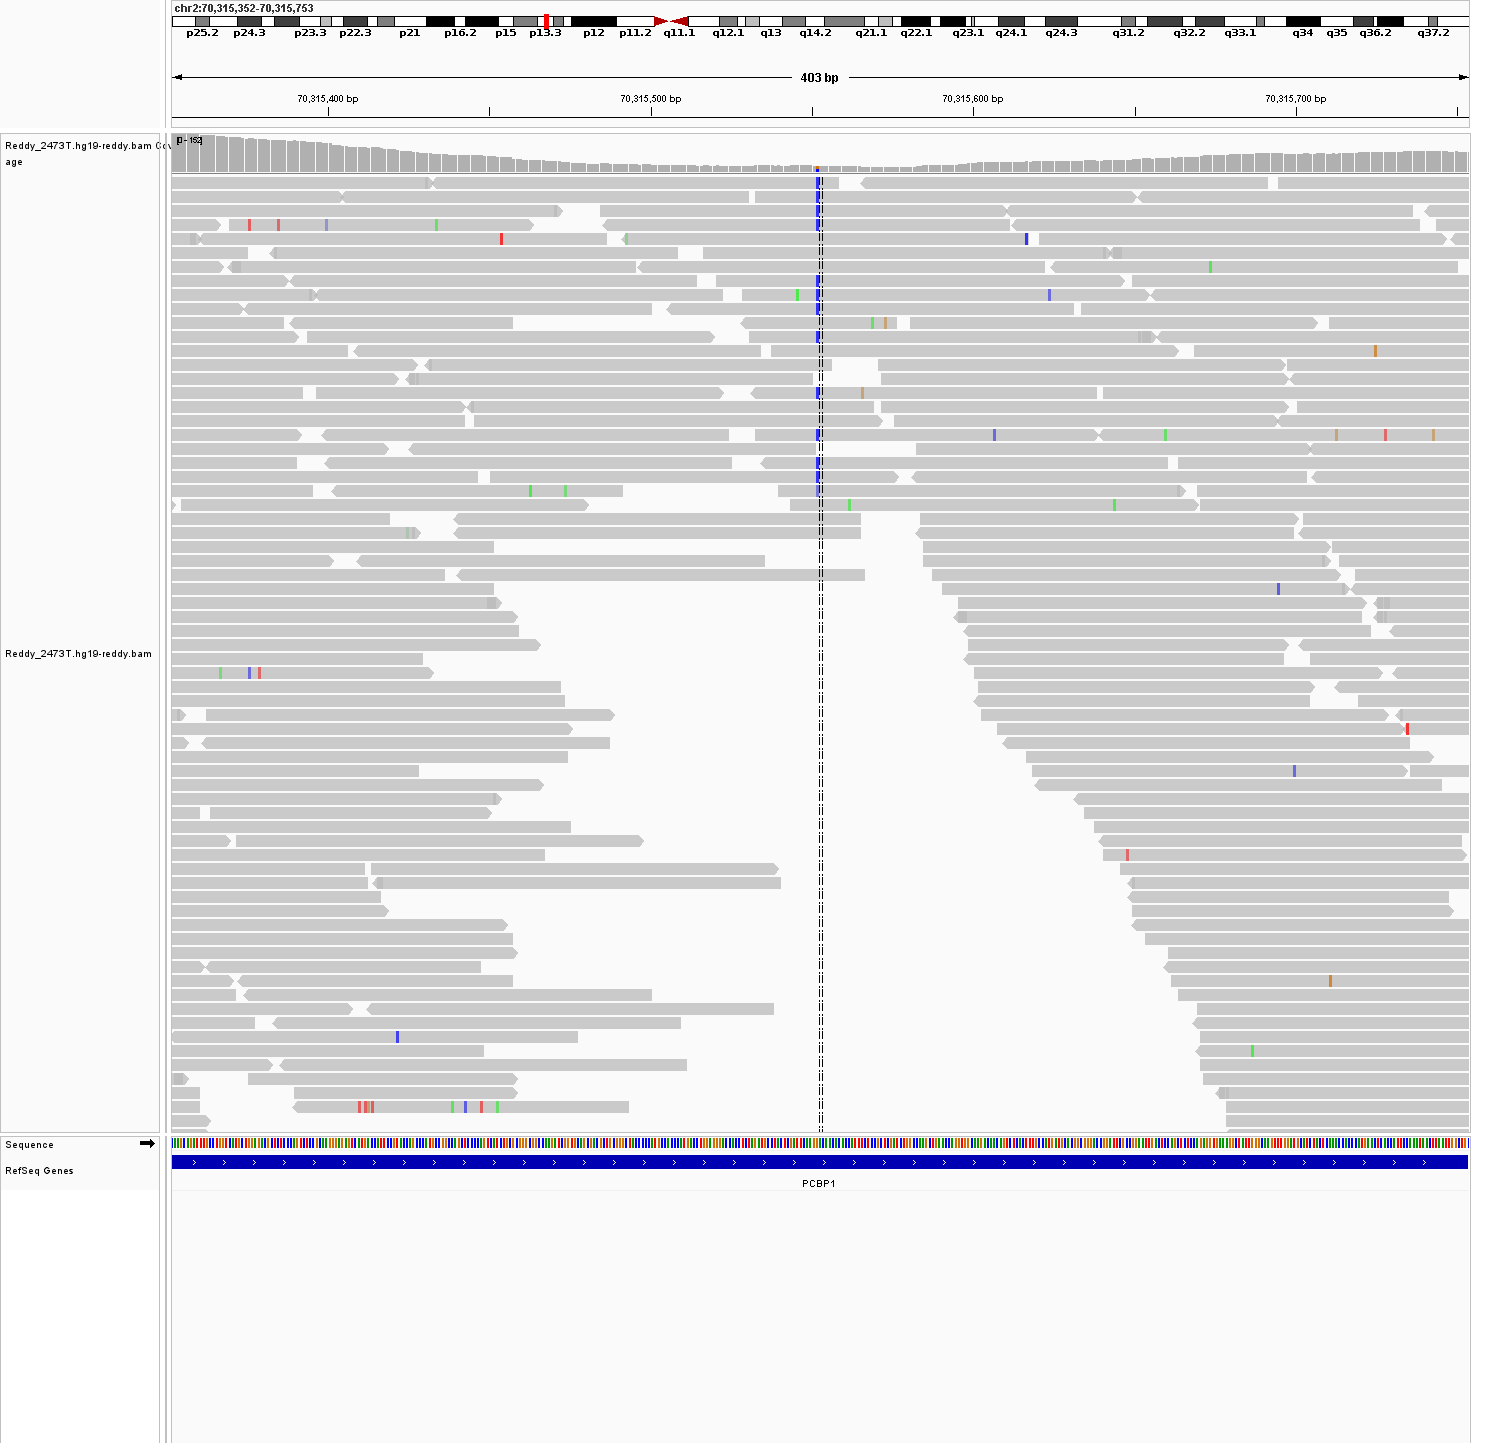 chr2:70,315,352-70,315,753
p25.2 p24.3 p23.3 p22.3 p21 p16.2 p15 p13.3 p12 p11.2 q11.1 q12.1 q13 q14.2 q21.1 q22.1 q23.1 q24.1 q24.3 q31.2 q32.2 q33.1 q34 q35 q36.2 q37.2
403 bp
70,315,400 bp 70,315,500 bp 70,315,600 bp 70,315,700 bp
[0 - 152]
Reddy_2473T.hg19-reddy.bam Cov
age
Reddy_2473T.hg19-reddy.bam
Sequence
RefSeq Genes
PCBP1